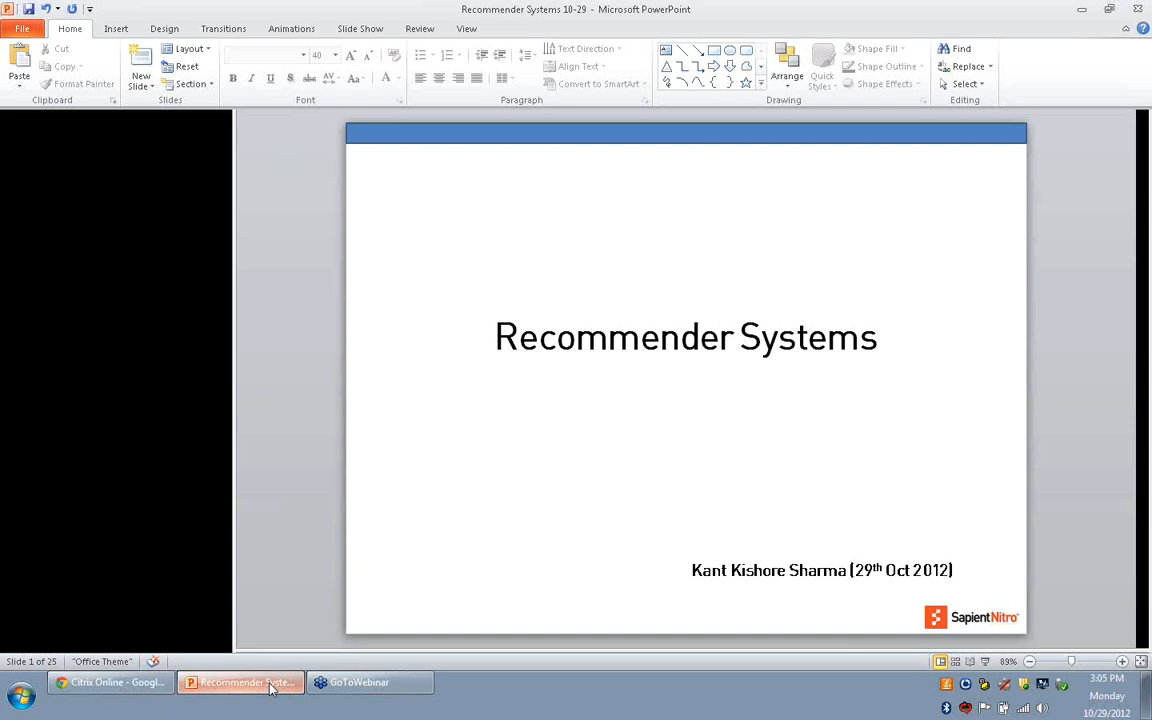 Recommender Systems 10-29 - Microsoft PowerPoint
File Home Insert Design Transitions Animations Slide Show Review View
Paste
Cut
Copy
Format Painter
Clipboard
New Slide
Layout
Reset
Section
Slides
40
Font
Text Direction
Align Text
Convert to SmartArt
Paragraph
Arrange
Quick Styles
Shape Fill
Shape Outline
Shape Effects
Drawing
Find
Replace
Select
Editing
Recommender Systems
Kant Kishore Sharma (29th Oct 2012)
SapientNitro
Slide 1 of 25 "Office Theme" 89%
Citrix Online - Googl... Recommender Syste... GoToWebinar
3:05 PM
Monday
10/29/2012